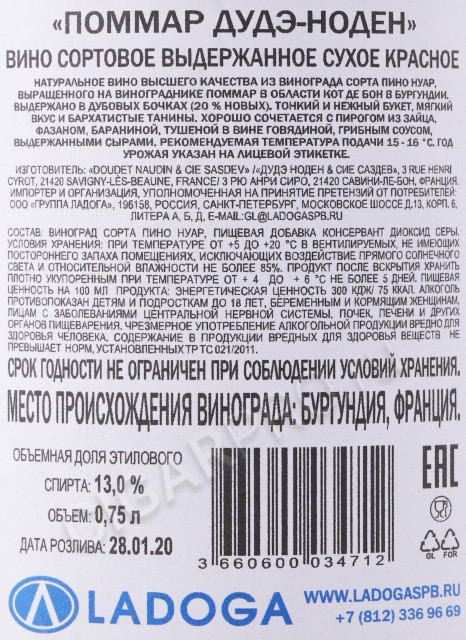 «ПОММАР ДУДЭ-НОДЕН»
ВИНО СОРТОВОЕ ВЫДЕРЖАННОЕ СУХОЕ КРАСНОЕ
НАТУРАЛЬНОЕ ВИНО ВЫСШЕГО КАЧЕСТВА ИЗ ВИНОГРАДА СОРТА ПИНО НУАР,
ВЫРАЩЕННОГО НА ВИНОГРАДНИКЕ ПОММАР В ОБЛАСТИ КОТ ДЕ БОН В БУРГУНДИИ.
ВЫДЕРЖАНО В ДУБОВЫХ БОЧКАХ (20 % НОВЫХ). ТОНКИЙ И НЕЖНЫЙ БУКЕТ, МЯГКИЙ
ВКУС И БАРХАТИСТЫЕ ТАНИНЫ. ХОРОШО СОЧЕТАЕТСЯ С ПИРОГОМ ИЗ ЗАЙЦА,
ФАЗАНОМ, БАРАНИНОЙ, ТУШЕНОЙ В ВИНЕ ГОВЯДИНОЙ, ГРИБНЫМ СОУСОМ,
ВЫДЕРЖАННЫМИ СЫРАМИ. РЕКОМЕНДУЕМАЯ ТЕМПЕРАТУРА ПОДАЧИ 15 - 16 °С. ГОД
УРОЖАЯ УКАЗАН НА ЛИЦЕВОЙ ЭТИКЕТКЕ.
ИЗГОТОВИТЕЛЬ: «DOUDET NAUDIN & CIE SASDEV» /«ДУДЭ НОДЕН & СИЕ САЗДЕВ», 3 RUE HENRI
CYROT, 21420 SAVIGNY-LÈS-BEAUNE, FRANCE/ 3 РЮ АНРИ СИРО, 21420 САВИНИ-ЛЕ-БОН, ФРАНЦИЯ.
ИМПОРТЕР И ОРГАНИЗАЦИЯ, УПОЛНОМОЧЕННАЯ НА ПРИНЯТИЕ ПРЕТЕНЗИЙ ОТ ПОТРЕБИТЕЛЕЙ:
ООО «ГРУППА ЛАДОГА», 196158, РОССИЯ, САНКТ-ПЕТЕРБУРГ, МОСКОВСКОЕ ШОССЕ Д.13, КОРП. 6,
ЛИТЕРА А, Б, Д. E-MAIL:GL@LADOGASPB.RU
СОСТАВ: ВИНОГРАД СОРТА ПИНО НУАР, ПИЩЕВАЯ ДОБАВКА КОНСЕРВАНТ ДИОКСИД СЕРЫ.
УСЛОВИЯ ХРАНЕНИЯ: ПРИ ТЕМПЕРАТУРЕ ОТ +5 ДО +20 °С В ВЕНТИЛИРУЕМЫХ, НЕ ИМЕЮЩИХ
ПОСТОРОННЕГО ЗАПАХА ПОМЕЩЕНИЯХ, ИСКЛЮЧАЮЩИХ ВОЗДЕЙСТВИЕ ПРЯМОГО СОЛНЕЧНОГО
СВЕТА И ОТНОСИТЕЛЬНОЙ ВЛАЖНОСТИ НЕ БОЛЕЕ 85%. ПРОДУКТ ПОСЛЕ ВСКРЫТИЯ ХРАНИТЬ
ПЛОТНО УКУПОРЕННЫМ ПРИ ТЕМПЕРАТУРЕ ОТ + 4 ДО + 6 °С НЕ БОЛЕЕ 5 ДНЕЙ. ПИЩЕВАЯ
ЦЕННОСТЬ НА 100 МЛ ПРОДУКТА: ЭНЕРГЕТИЧЕСКАЯ ЦЕННОСТЬ 300 КДЖ/ 75 ККАЛ. АЛКОГОЛЬ
ПРОТИВОПОКАЗАН ДЕТЯМ И ПОДРОСТКАМ ДО 18 ЛЕТ, БЕРЕМЕННЫМ И КОРМЯЩИМ ЖЕНЩИНАМ,
ЛИЦАМ С ЗАБОЛЕВАНИЯМИ ЦЕНТРАЛЬНОЙ НЕРВНОЙ СИСТЕМЫ, ПОЧЕК, ПЕЧЕНИ И ДРУГИХ
ОРГАНОВ ПИЩЕВАРЕНИЯ. ЧРЕЗМЕРНОЕ УПОТРЕБЛЕНИЕ АЛКОГОЛЬНОЙ ПРОДУКЦИИ ВРЕДНО ДЛЯ
ЗДОРОВЬЯ ЧЕЛОВЕКА. СОДЕРЖАНИЕ В ПРОДУКЦИИ ВРЕДНЫХ ДЛЯ ЗДОРОВЬЯ ВЕЩЕСТВ НЕ
ПРЕВЫШАЕТ НОРМ, УСТАНОВЛЕННЫХ ТР ТС 021/2011.
СРОК ГОДНОСТИ НЕ ОГРАНИЧЕН ПРИ СОБЛЮДЕНИИ УСЛОВИЙ ХРАНЕНИЯ.
МЕСТО ПРОИСХОЖДЕНИЯ ВИНОГРАДА: БУРГУНДИЯ, ФРАНЦИЯ.
ОБЪЕМНАЯ ДОЛЯ ЭТИЛОВОГО
СПИРТА: 13,0 %
ОБЪЕМ: 0,75 Л
ДАТА РОЗЛИВА: 28.01.20
3 660600 034712
EAC
GL FOR
LADOGA
WWW.LADOGASPB.RU
+7 (812) 336 96 69